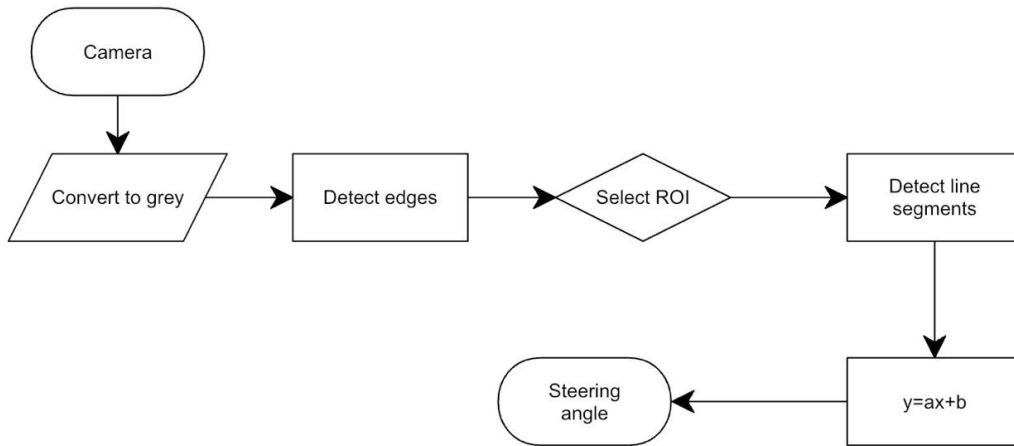 Camera
Convert to grey
Detect edges
Select ROI
Detect line
segments
y=ax+b
Steering
angle